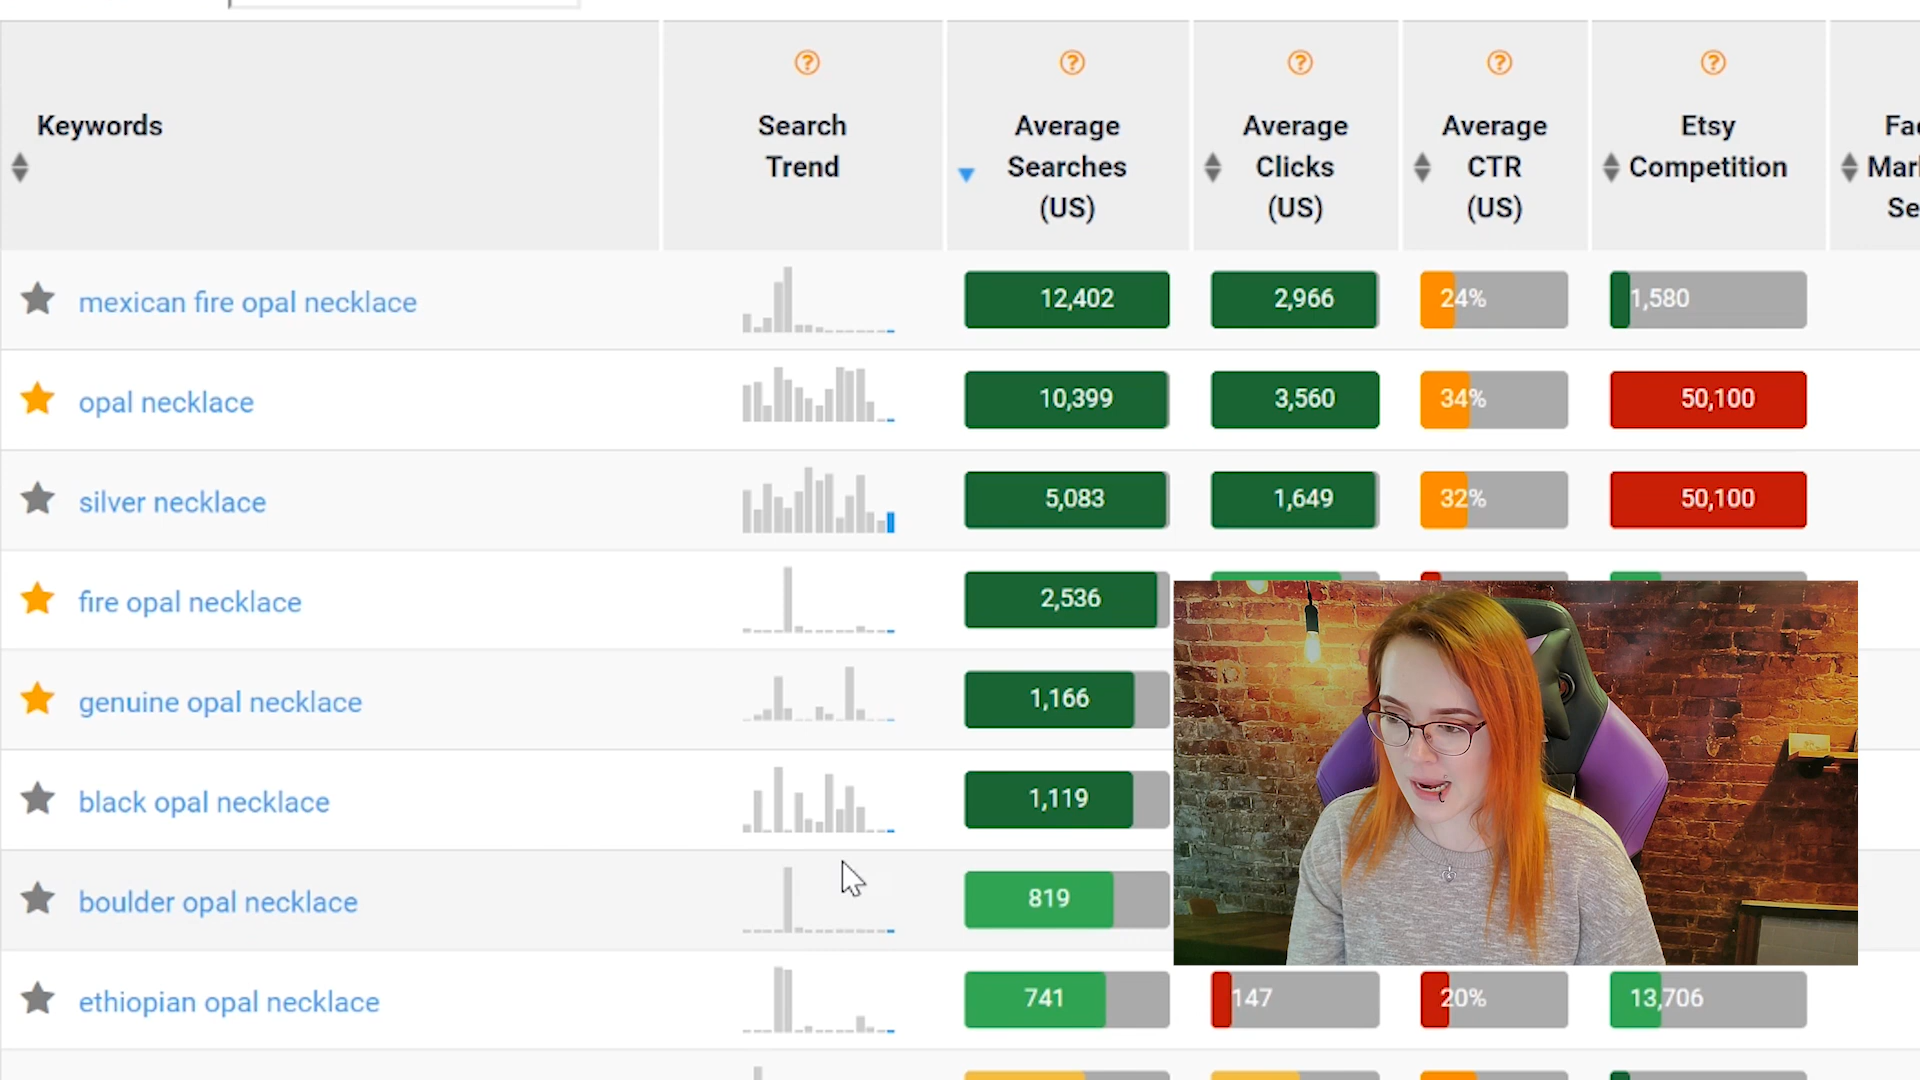 Keywords
Search
Trend
Average
Searches
(US)
Average
Clicks
(US)
Average
CTR
(US)
Etsy
Competition
mexican fire opal necklace 12,402 2,966 24% 1,580
opal necklace 10,399 3,560 34% 50,100
silver necklace 5,083 1,649 32% 50,100
fire opal necklace 2,536
genuine opal necklace 1,166
black opal necklace 1,119
boulder opal necklace 819
ethiopian opal necklace 741 147 20% 13,706